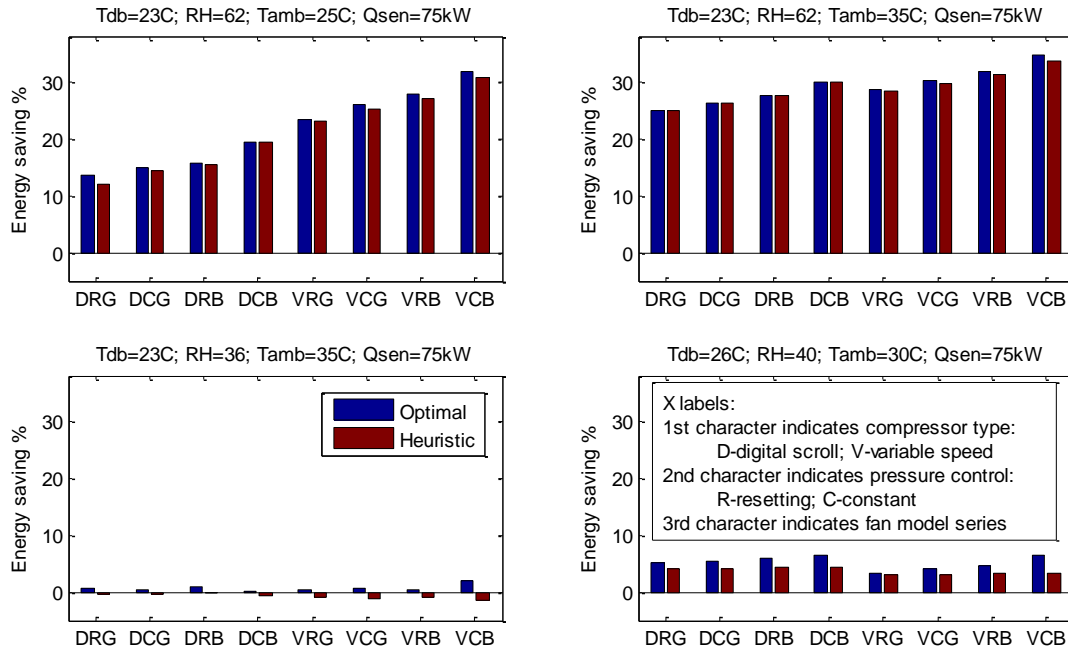 Tdb=23C; RH=62; Tamb=25C; Qsen=75kW
Energy saving %
30
20
10
0
DRG DCG DRB DCB VRG VCG VRB VCB
Tdb=23C; RH=62; Tamb=35C; Qsen=75kW
Energy saving %
30
20
10
0
DRG DCG DRB DCB VRG VCG VRB VCB
Tdb=23C; RH=36; Tamb=35C; Qsen=75kW
Energy saving %
30
20
10
0
Optimal
Heuristic
DRG DCG DRB DCB VRG VCG VRB VCB
Tdb=26C; RH=40; Tamb=30C; Qsen=75kW
Energy saving %
30
20
10
0
X labels:
1st character indicates compressor type:
D-digital scroll; V-variable speed
2nd character indicates pressure control:
R-resetting; C-constant
3rd character indicates fan model series
DRG DCG DRB DCB VRG VCG VRB VCB